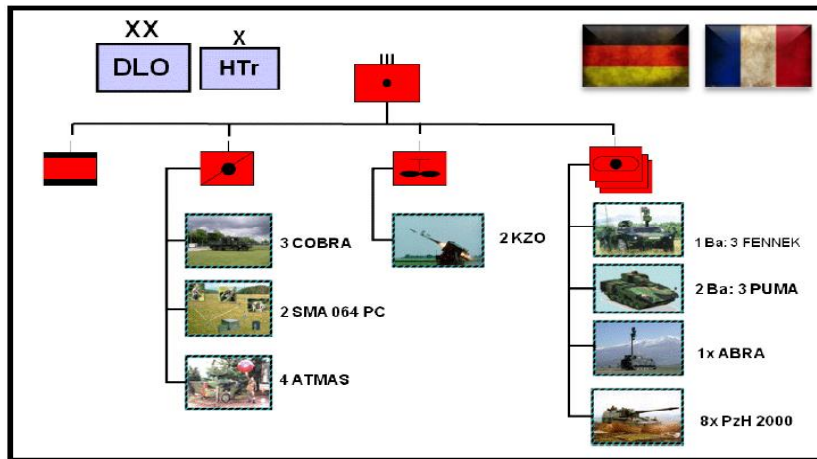 XX
DLO
X
HTr
3 COBRA
2 SMA 064 PC
4 ATMAS
2 KZO
1 Ba: 3 FENNEK
2 Ba: 3 PUMA
1x ABRA
8x PzH 2000